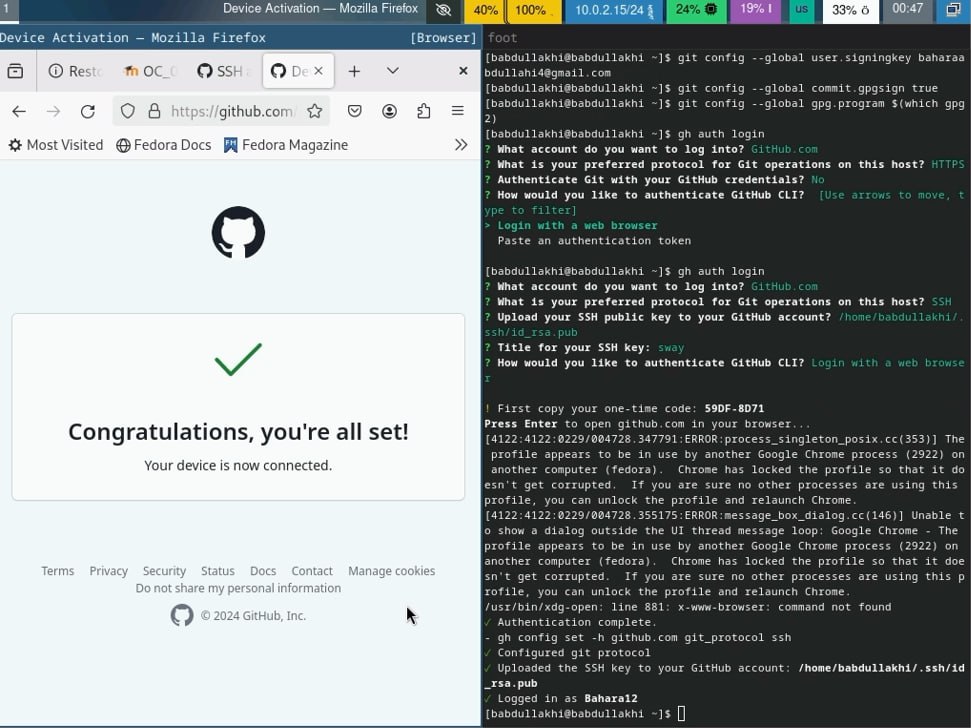 1
Device Activation — Mozilla Firefox
40%
100%
10.0.2.15/24
24%
19%
us
33%
00:47
Device Activation — Mozilla Firefox [Browser]
Resto
OC_0
SSH a
De
https://github.com/
Most Visited
Fedora Docs
Fedora Magazine
Congratulations, you're all set!
Your device is now connected.
Terms Privacy Security Status Docs Contact Manage cookies
Do not share my personal information
© 2024 GitHub, Inc.
foot
[babdullakhi@babdullakhi ~]$ git config --global user.signingkey baharaa
bdullahi4@gmail.com
[babdullakhi@babdullakhi ~]$ git config --global commit.gpgsign true
[babdullakhi@babdullakhi ~]$ git config --global gpg.program $(which gpg
2)
[babdullakhi@babdullakhi ~]$ gh auth login
? What account do you want to log into? GitHub.com
? What is your preferred protocol for Git operations on this host? HTTPS
? Authenticate Git with your GitHub credentials? No
? How would you like to authenticate GitHub CLI? [Use arrows to move, t
ype to filter]
> Login with a web browser
Paste an authentication token
[babdullakhi@babdullakhi ~]$ gh auth login
? What account do you want to log into? GitHub.com
? What is your preferred protocol for Git operations on this host? SSH
? Upload your SSH public key to your GitHub account? /home/babdullakhi/.
ssh/id_rsa.pub
? Title for your SSH key: sway
? How would you like to authenticate GitHub CLI? Login with a web browse
r
! First copy your one-time code: 59DF-8D71
Press Enter to open github.com in your browser...
[4122:4122:0229/004728.347791:ERROR:process_singleton_posix.cc(353)] The
profile appears to be in use by another Google Chrome process (2922) on
another computer (fedora). Chrome has locked the profile so that it do
esn't get corrupted. If you are sure no other processes are using this
profile, you can unlock the profile and relaunch Chrome.
[4122:4122:0229/004728.355175:ERROR:message_box_dialog.cc(146)] Unable t
o show a dialog outside the UI thread message loop: Google Chrome - The
profile appears to be in use by another Google Chrome process (2922) on
another computer (fedora). Chrome has locked the profile so that it doe
sn't get corrupted. If you are sure no other processes are using this p
rofile, you can unlock the profile and relaunch Chrome.
/usr/bin/xdg-open: line 881: x-www-browser: command not found
✓ Authentication complete.
- gh config set -h github.com git_protocol ssh
✓ Configured git protocol
✓ Uploaded the SSH key to your GitHub account: /home/babdullakhi/.ssh/id
_rsa.pub
✓ Logged in as Bahara12
[babdullakhi@babdullakhi ~]$